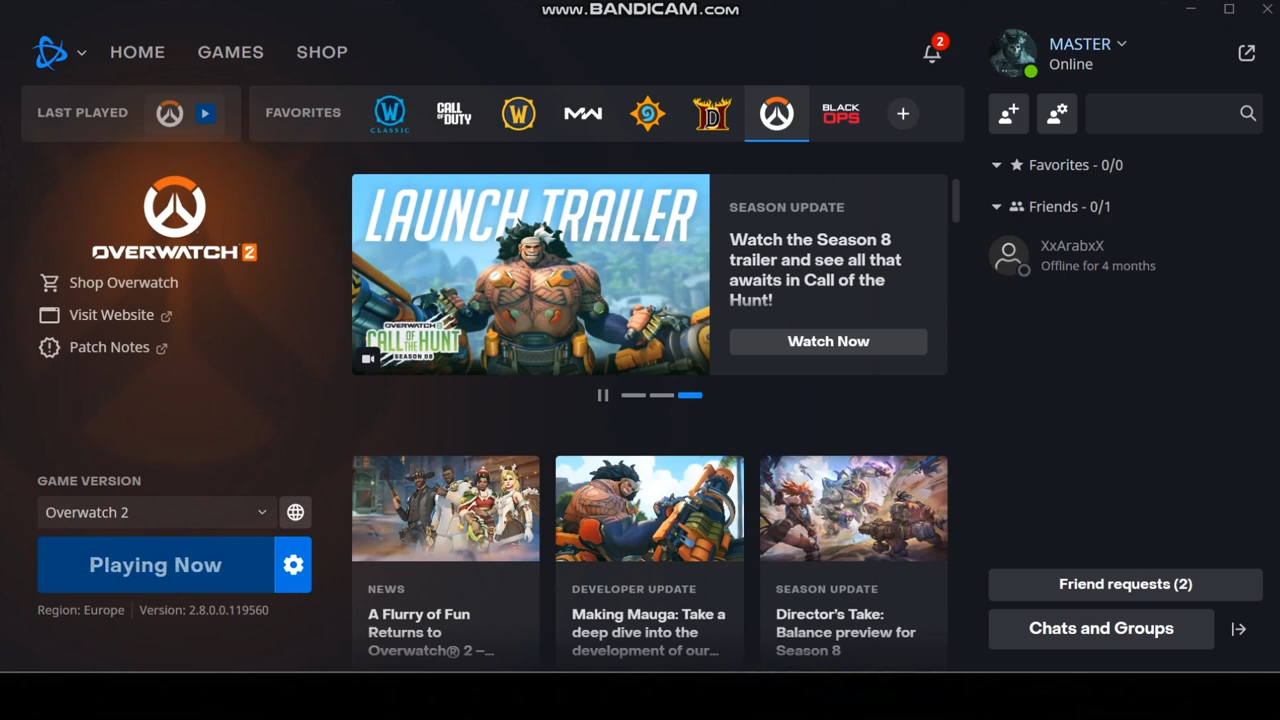 www.BANDICAM.com
HOME
GAMES
SHOP
2
MASTER
Online
LAST PLAYED
FAVORITES
CLASSIC
CALL OF DUTY
MW
BLACK OPS
Favorites - 0/0
Friends - 0/1
XxArabxX
Offline for 4 months
OVERWATCH 2
Shop Overwatch
Visit Website
Patch Notes
LAUNCH TRAILER
OVERWATCH 2
CALL OF THE HUNT
SEASON 08
SEASON UPDATE
Watch the Season 8
trailer and see all that
awaits in Call of the
Hunt!
Watch Now
GAME VERSION
Overwatch 2
Playing Now
Region: Europe
Version: 2.8.0.0.119560
NEWS
A Flurry of Fun
Returns to
Overwatch® 2 –...
DEVELOPER UPDATE
Making Mauga: Take a
deep dive into the
development of our...
SEASON UPDATE
Director's Take:
Balance preview for
Season 8
Friend requests (2)
Chats and Groups